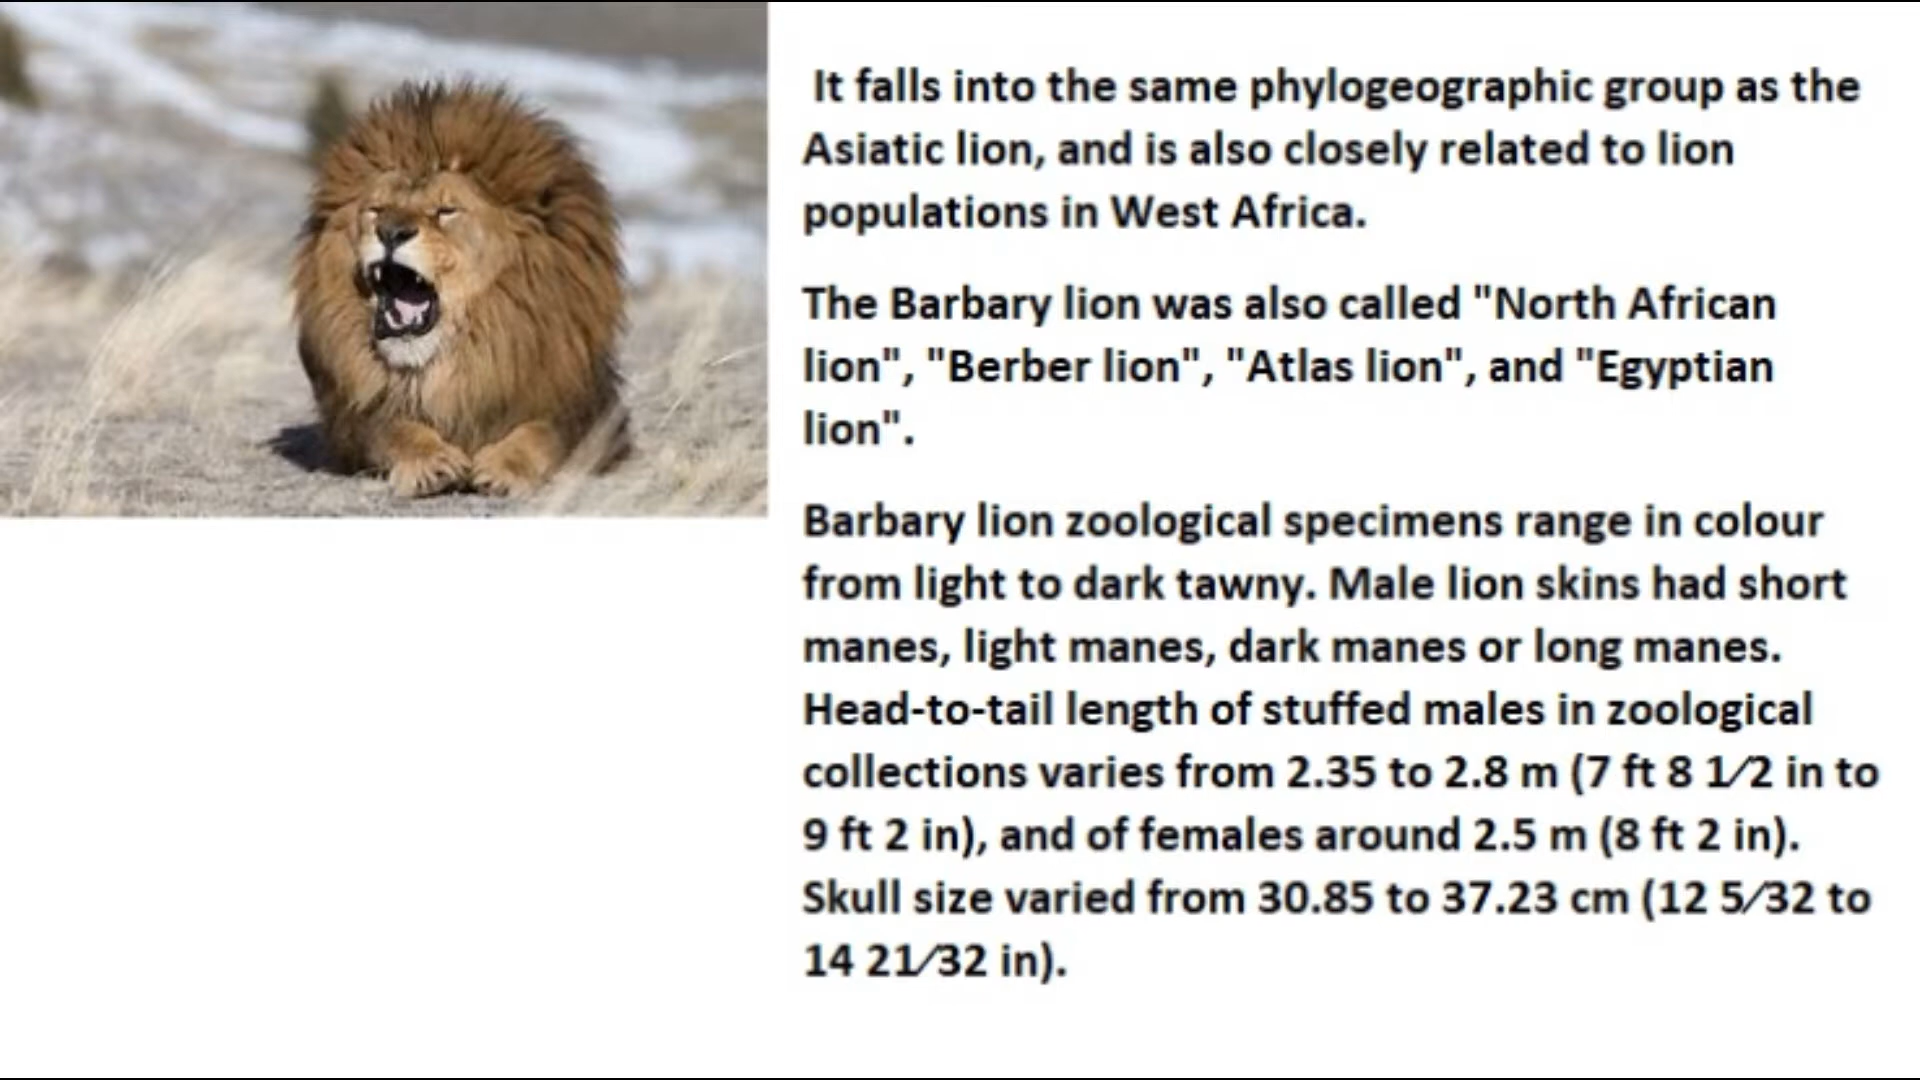 It falls into the same phylogeographic group as the
Asiatic lion, and is also closely related to lion
populations in West Africa.
The Barbary lion was also called "North African
lion", "Berber lion", "Atlas lion", and "Egyptian
lion".
Barbary lion zoological specimens range in colour
from light to dark tawny. Male lion skins had short
manes, light manes, dark manes or long manes.
Head-to-tail length of stuffed males in zoological
collections varies from 2.35 to 2.8 m (7 ft 8 1⁄2 in to
9 ft 2 in), and of females around 2.5 m (8 ft 2 in).
Skull size varied from 30.85 to 37.23 cm (12 5⁄32 to
14 21⁄32 in).